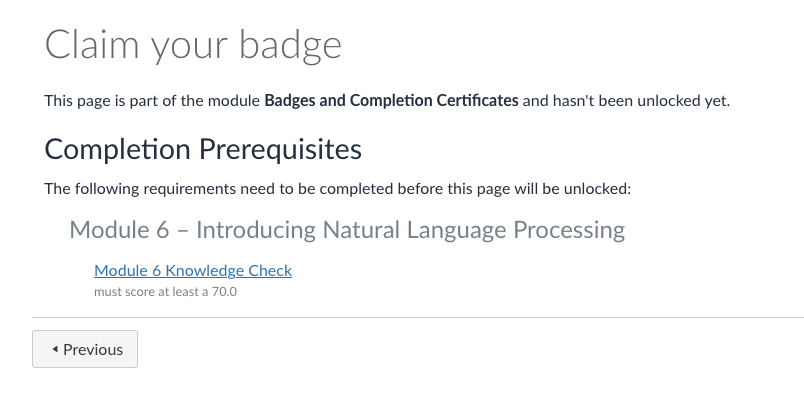 Claim your badge
This page is part of the module Badges and Completion Certificates and hasn't been unlocked yet.
Completion Prerequisites
The following requirements need to be completed before this page will be unlocked:
Module 6 – Introducing Natural Language Processing
Module 6 Knowledge Check
must score at least a 70.0
Previous